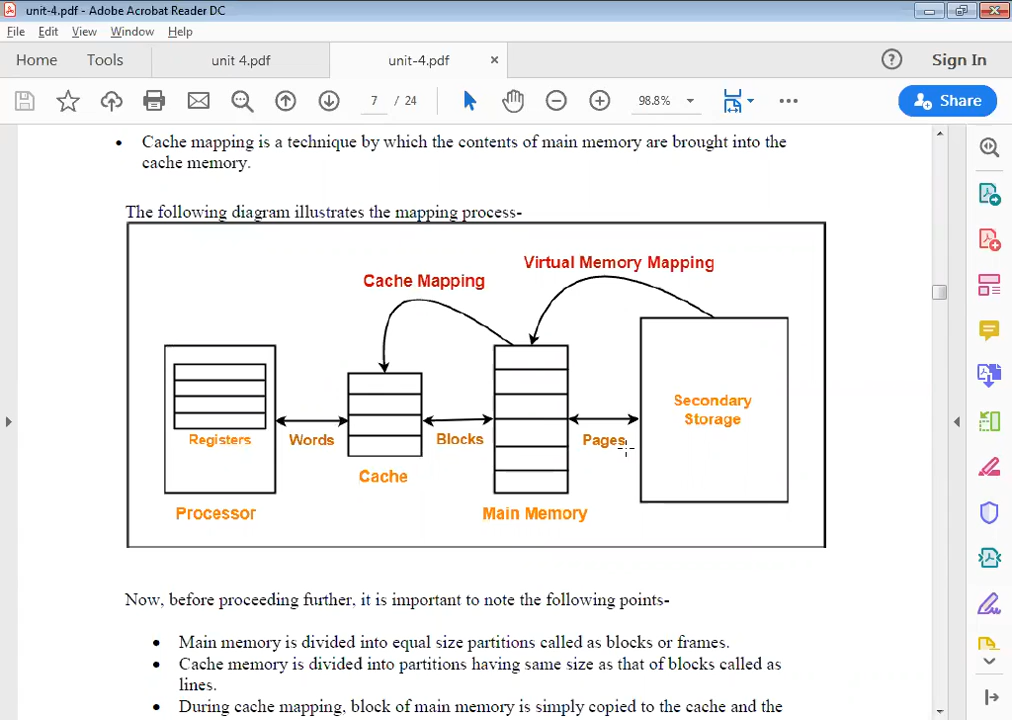 unit-4.pdf - Adobe Acrobat Reader DC
File Edit View Window Help
Home Tools unit 4.pdf unit-4.pdf × Sign In
7 / 24 98.8% Share
• Cache mapping is a technique by which the contents of main memory are brought into the
cache memory.
The following diagram illustrates the mapping process-
Virtual Memory Mapping
Cache Mapping
Secondary
Storage
Registers Words Blocks Pages
Cache
Processor Main Memory
Now, before proceeding further, it is important to note the following points-
• Main memory is divided into equal size partitions called as blocks or frames.
• Cache memory is divided into partitions having same size as that of blocks called as
lines.
• During cache mapping, block of main memory is simply copied to the cache and the